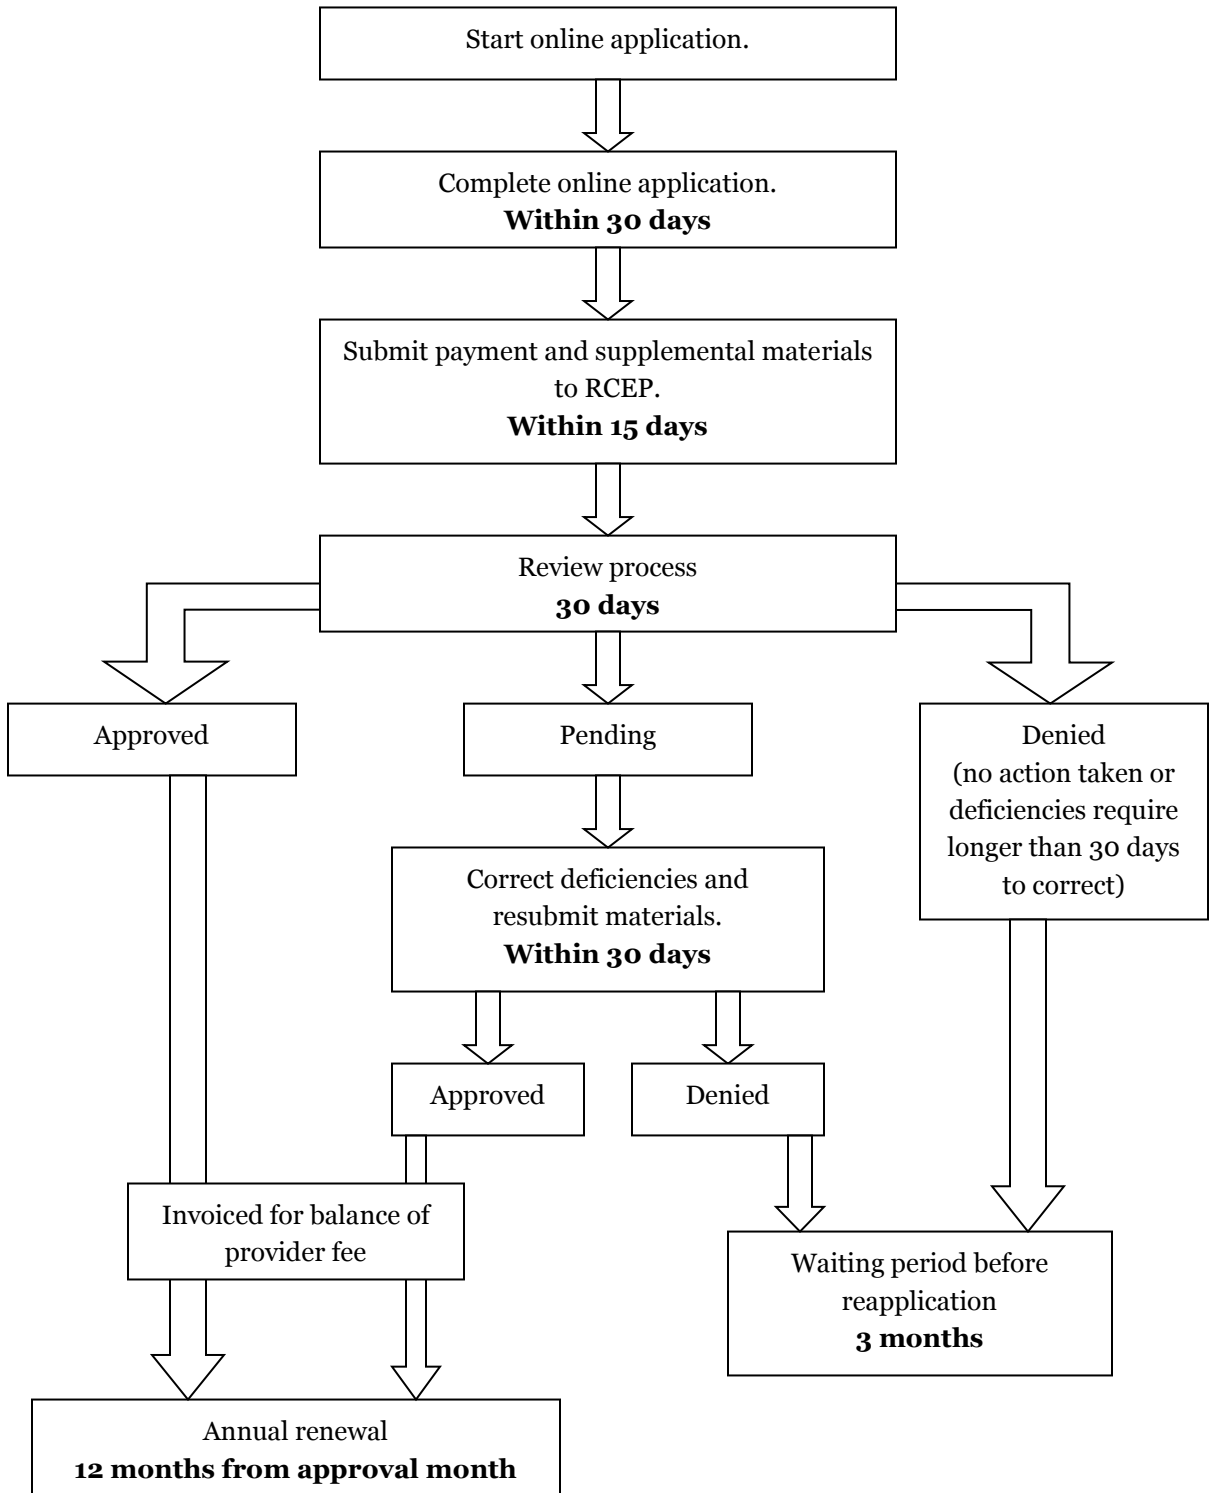 Start online application.
Complete online application.
Within 30 days
Submit payment and supplemental materials
to RCEP.
Within 15 days
Review process
30 days
Approved
Pending
Denied
(no action taken or
deficiencies require
longer than 30 days
to correct)
Correct deficiencies and
resubmit materials.
Within 30 days
Approved
Denied
Invoiced for balance of
provider fee
Waiting period before
reapplication
3 months
Annual renewal
12 months from approval month